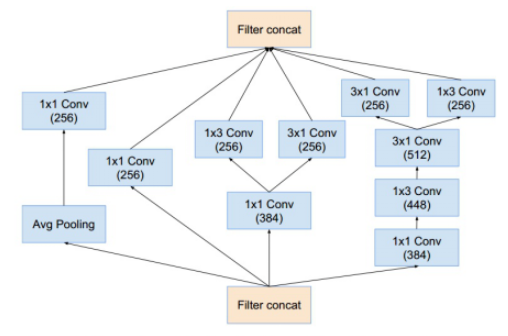 Filter concat
3x1 Conv
(256)
1x3 Conv
(256)
1x1 Conv
(256)
1x3 Conv
(256)
3x1 Conv
(256)
3x1 Conv
(512)
1x1 Conv
(256)
1x3 Conv
(448)
1x1 Conv
(384)
Avg Pooling
1x1 Conv
(384)
Filter concat